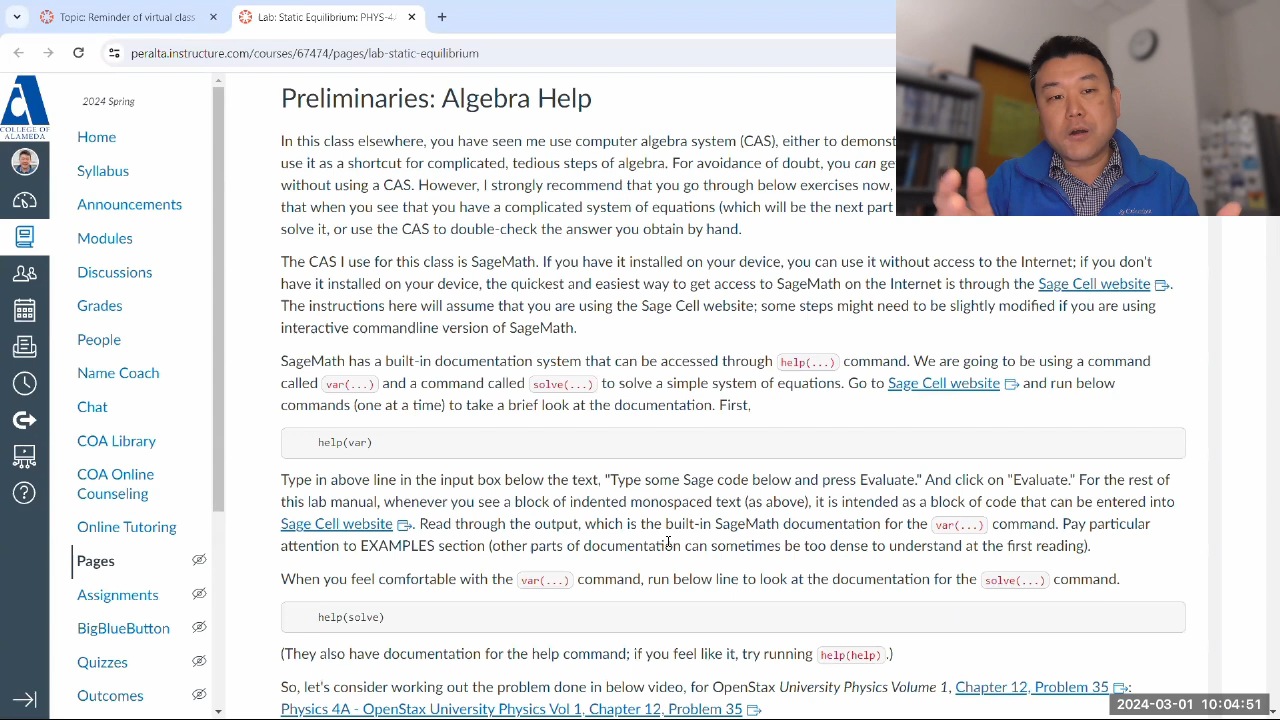 Topic: Reminder of virtual class
Lab: Static Equilibrium: PHYS-4
peralta.instructure.com/courses/67474/pages/lab-static-equilibrium
COLLEGE OF
ALAMEDA
2024 Spring
Home
Syllabus
Announcements
Modules
Discussions
Grades
People
Name Coach
Chat
COA Library
COA Online
Counseling
Online Tutoring
Pages
Assignments
BigBlueButton
Quizzes
Outcomes
Preliminaries: Algebra Help
In this class elsewhere, you have seen me use computer algebra system (CAS), either to demonst
use it as a shortcut for complicated, tedious steps of algebra. For avoidance of doubt, you can ge
without using a CAS. However, I strongly recommend that you go through below exercises now,
that when you see that you have a complicated system of equations (which will be the next part
solve it, or use the CAS to double-check the answer you obtain by hand.
The CAS I use for this class is SageMath. If you have it installed on your device, you can use it without access to the Internet; if you don't
have it installed on your device, the quickest and easiest way to get access to SageMath on the Internet is through the Sage Cell website.
The instructions here will assume that you are using the Sage Cell website; some steps might need to be slightly modified if you are using
interactive commandline version of SageMath.
SageMath has a built-in documentation system that can be accessed through help(...) command. We are going to be using a command
called var(...) and a command called solve(...) to solve a simple system of equations. Go to Sage Cell website and run below
commands (one at a time) to take a brief look at the documentation. First,
help(var)
Type in above line in the input box below the text, "Type some Sage code below and press Evaluate." And click on "Evaluate." For the rest of
this lab manual, whenever you see a block of indented monospaced text (as above), it is intended as a block of code that can be entered into
Sage Cell website. Read through the output, which is the built-in SageMath documentation for the var(...) command. Pay particular
attention to EXAMPLES section (other parts of documentation can sometimes be too dense to understand at the first reading).
When you feel comfortable with the var(...) command, run below line to look at the documentation for the solve(...) command.
help(solve)
(They also have documentation for the help command; if you feel like it, try running help(help).)
So, let's consider working out the problem done in below video, for OpenStax University Physics Volume 1, Chapter 12, Problem 35:
Physics 4A - OpenStax University Physics Vol 1, Chapter 12, Problem 35
2024-03-01 10:04:51